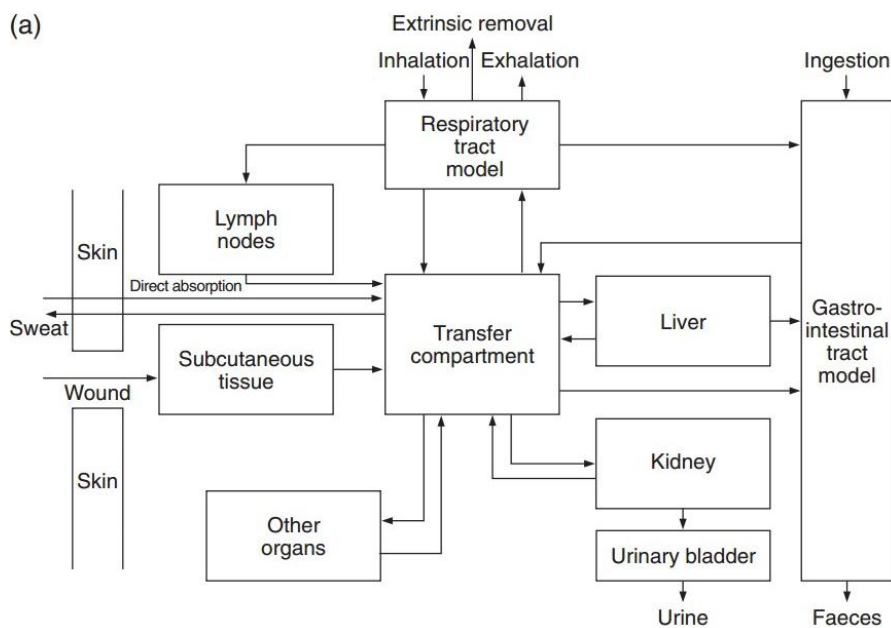 (a)
Extrinsic removal
Inhalation
Exhalation
Ingestion
Respiratory
tract
model
Lymph
nodes
Skin
Direct absorption
Sweat
Transfer
compartment
Liver
Gastro-
intestinal
tract
model
Subcutaneous
tissue
Wound
Skin
Kidney
Other
organs
Urinary bladder
Urine
Faeces